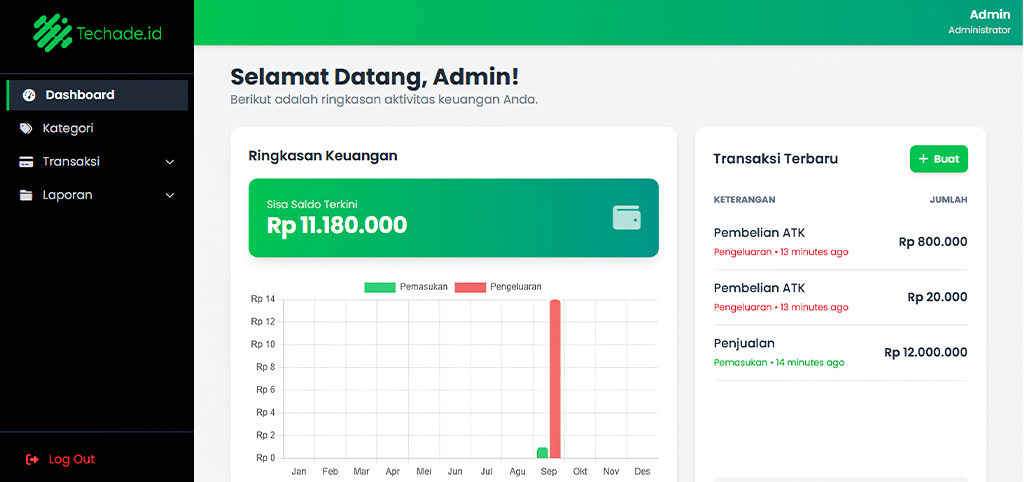 Techade.id
Admin
Administrator
Dashboard
Kategori
Transaksi
Laporan
Log Out
Selamat Datang, Admin!
Berikut adalah ringkasan aktivitas keuangan Anda.
Ringkasan Keuangan
Sisa Saldo Terkini
Rp 11.180.000
Pemasukan Pengeluaran
Rp 14
Rp 12
Rp 10
Rp 8
Rp 6
Rp 4
Rp 2
Rp 0
Jan Feb Mar Apr Mei Jun Jul Agu Sep Okt Nov Des
Transaksi Terbaru
+ Buat
KETERANGAN JUMLAH
Pembelian ATK
Pengeluaran • 13 minutes ago
Rp 800.000
Pembelian ATK
Pengeluaran • 13 minutes ago
Rp 20.000
Penjualan
Pemasukan • 14 minutes ago
Rp 12.000.000